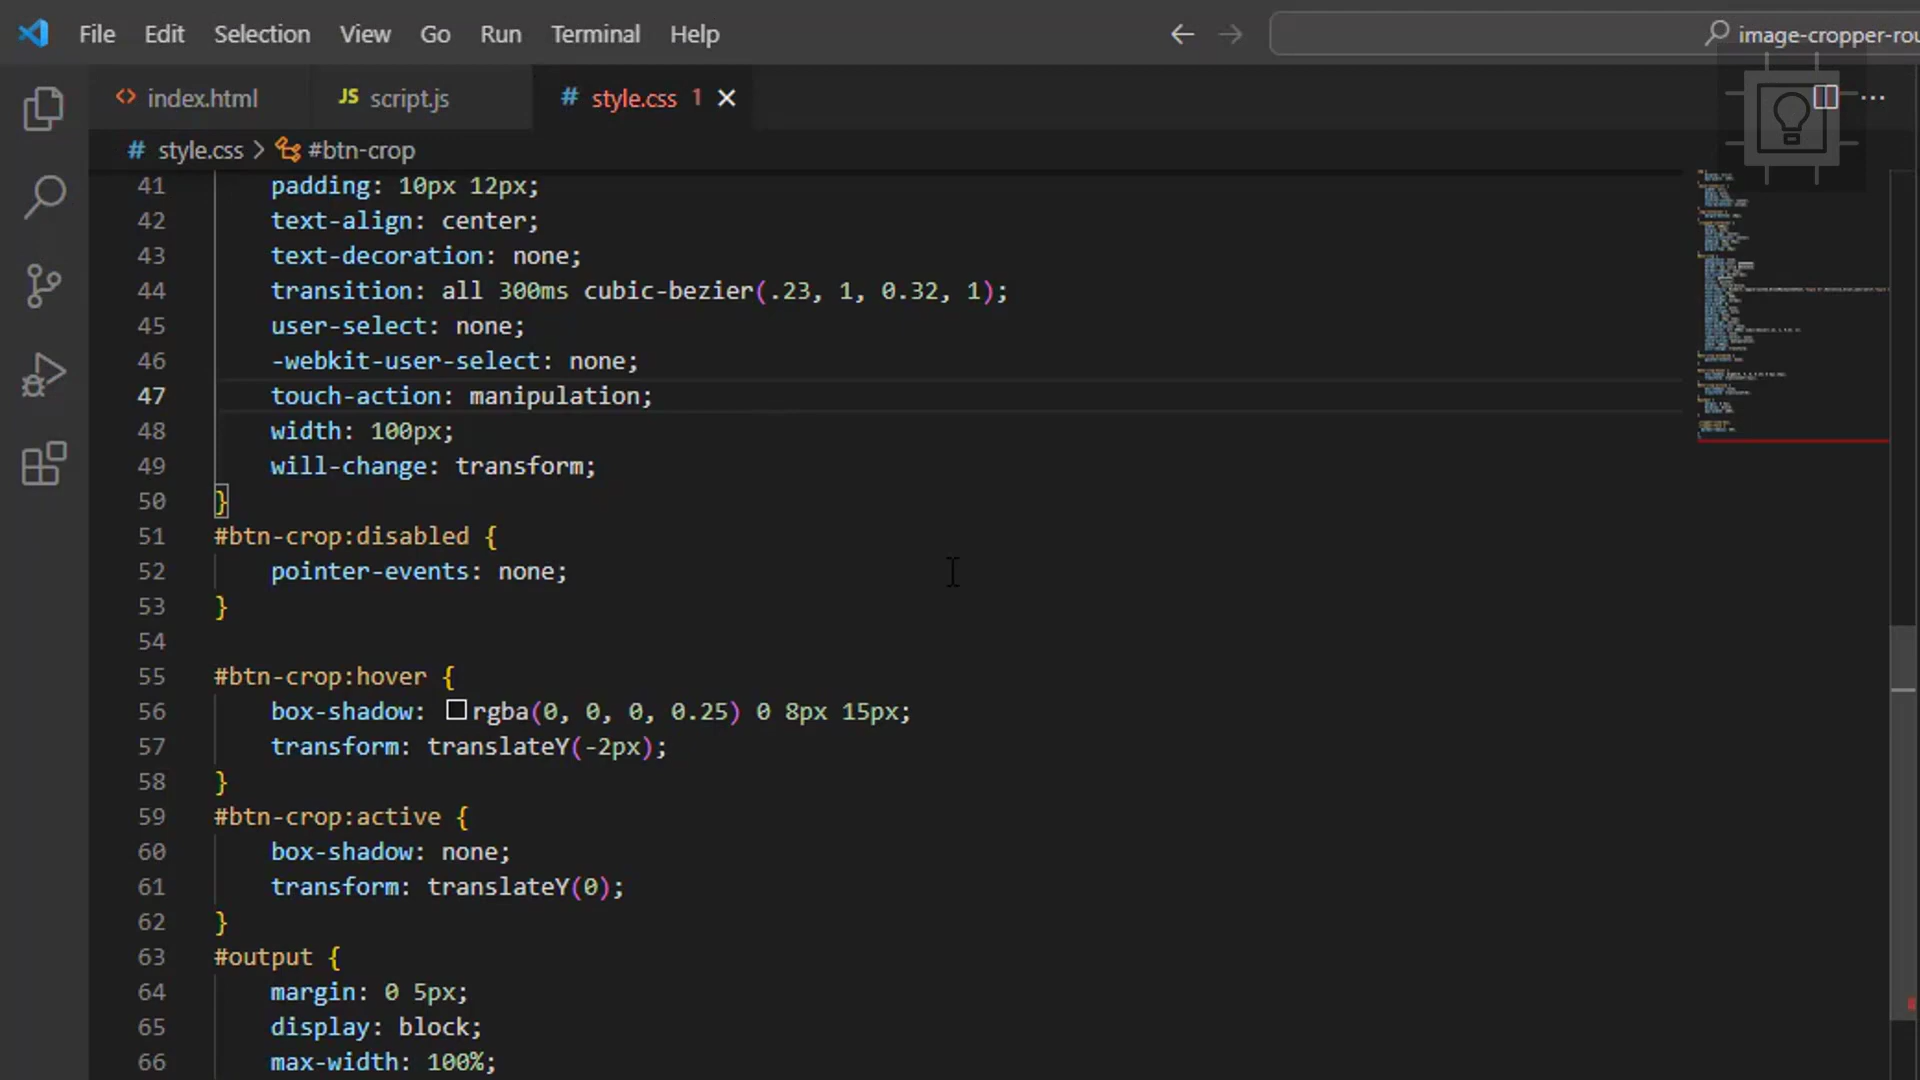 File Edit Selection View Go Run Terminal Help image-cropper-rou
index.html JS script.js # style.css 1
# style.css > #btn-crop
41 padding: 10px 12px;
42 text-align: center;
43 text-decoration: none;
44 transition: all 300ms cubic-bezier(.23, 1, 0.32, 1);
45 user-select: none;
46 -webkit-user-select: none;
47 touch-action: manipulation;
48 width: 100px;
49 will-change: transform;
50 }
51 #btn-crop:disabled {
52 pointer-events: none;
53 }
54
55 #btn-crop:hover {
56 box-shadow: rgba(0, 0, 0, 0.25) 0 8px 15px;
57 transform: translateY(-2px);
58 }
59 #btn-crop:active {
60 box-shadow: none;
61 transform: translateY(0);
62 }
63 #output {
64 margin: 0 5px;
65 display: block;
66 max-width: 100%;